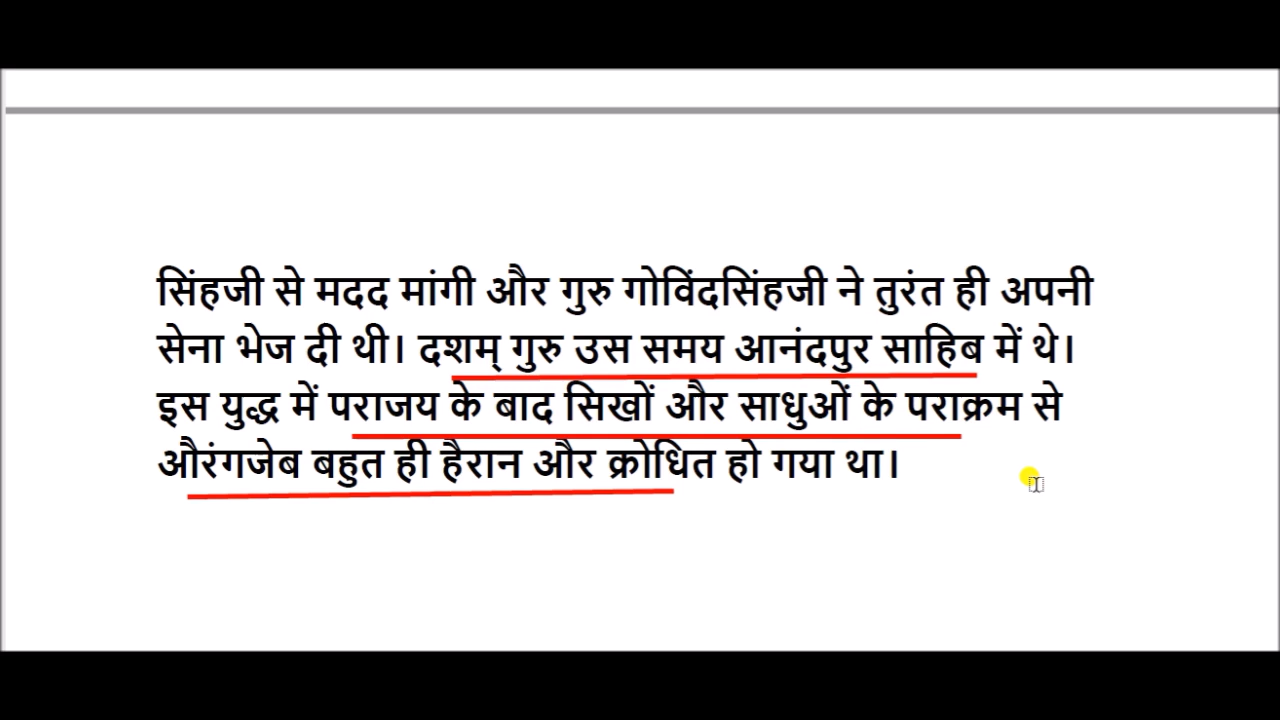 सिंहजी से मदद मांगी और गुरु गोविंदसिंहजी ने तुरंत ही अपनी
सेना भेज दी थी। दशम् गुरु उस समय आनंदपुर साहिब में थे।
इस युद्ध में पराजय के बाद सिखों और साधुओं के पराक्रम से
औरंगजेब बहुत ही हैरान और क्रोधित हो गया था।